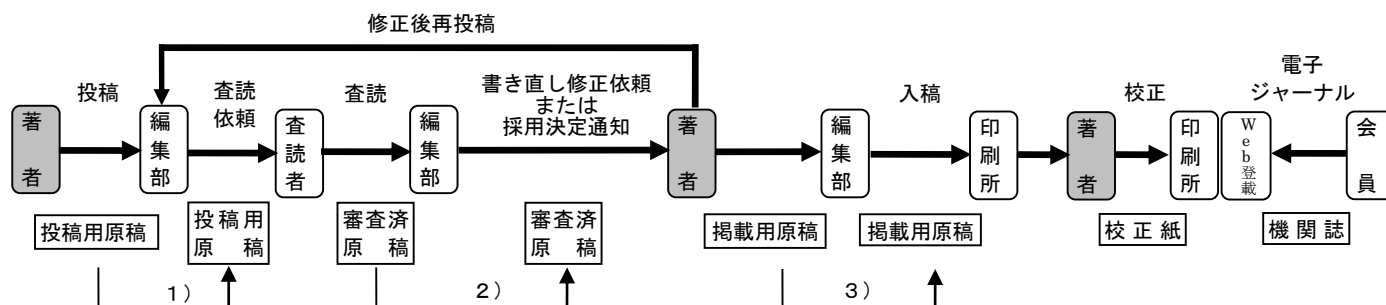 修正後再投稿
投稿
査読
依頼
査読
書き直し修正依頼
または
採用決定通知
入稿
校正
電子
ジャーナル
著者
編集部
査読者
編集部
著者
編集部
印刷所
著者
印刷所
Web登載
会員
投稿用原稿
投稿用
原稿
審査済
原稿
審査済
原稿
掲載用原稿
掲載用原稿
校正紙
機関誌
1）
2）
3）